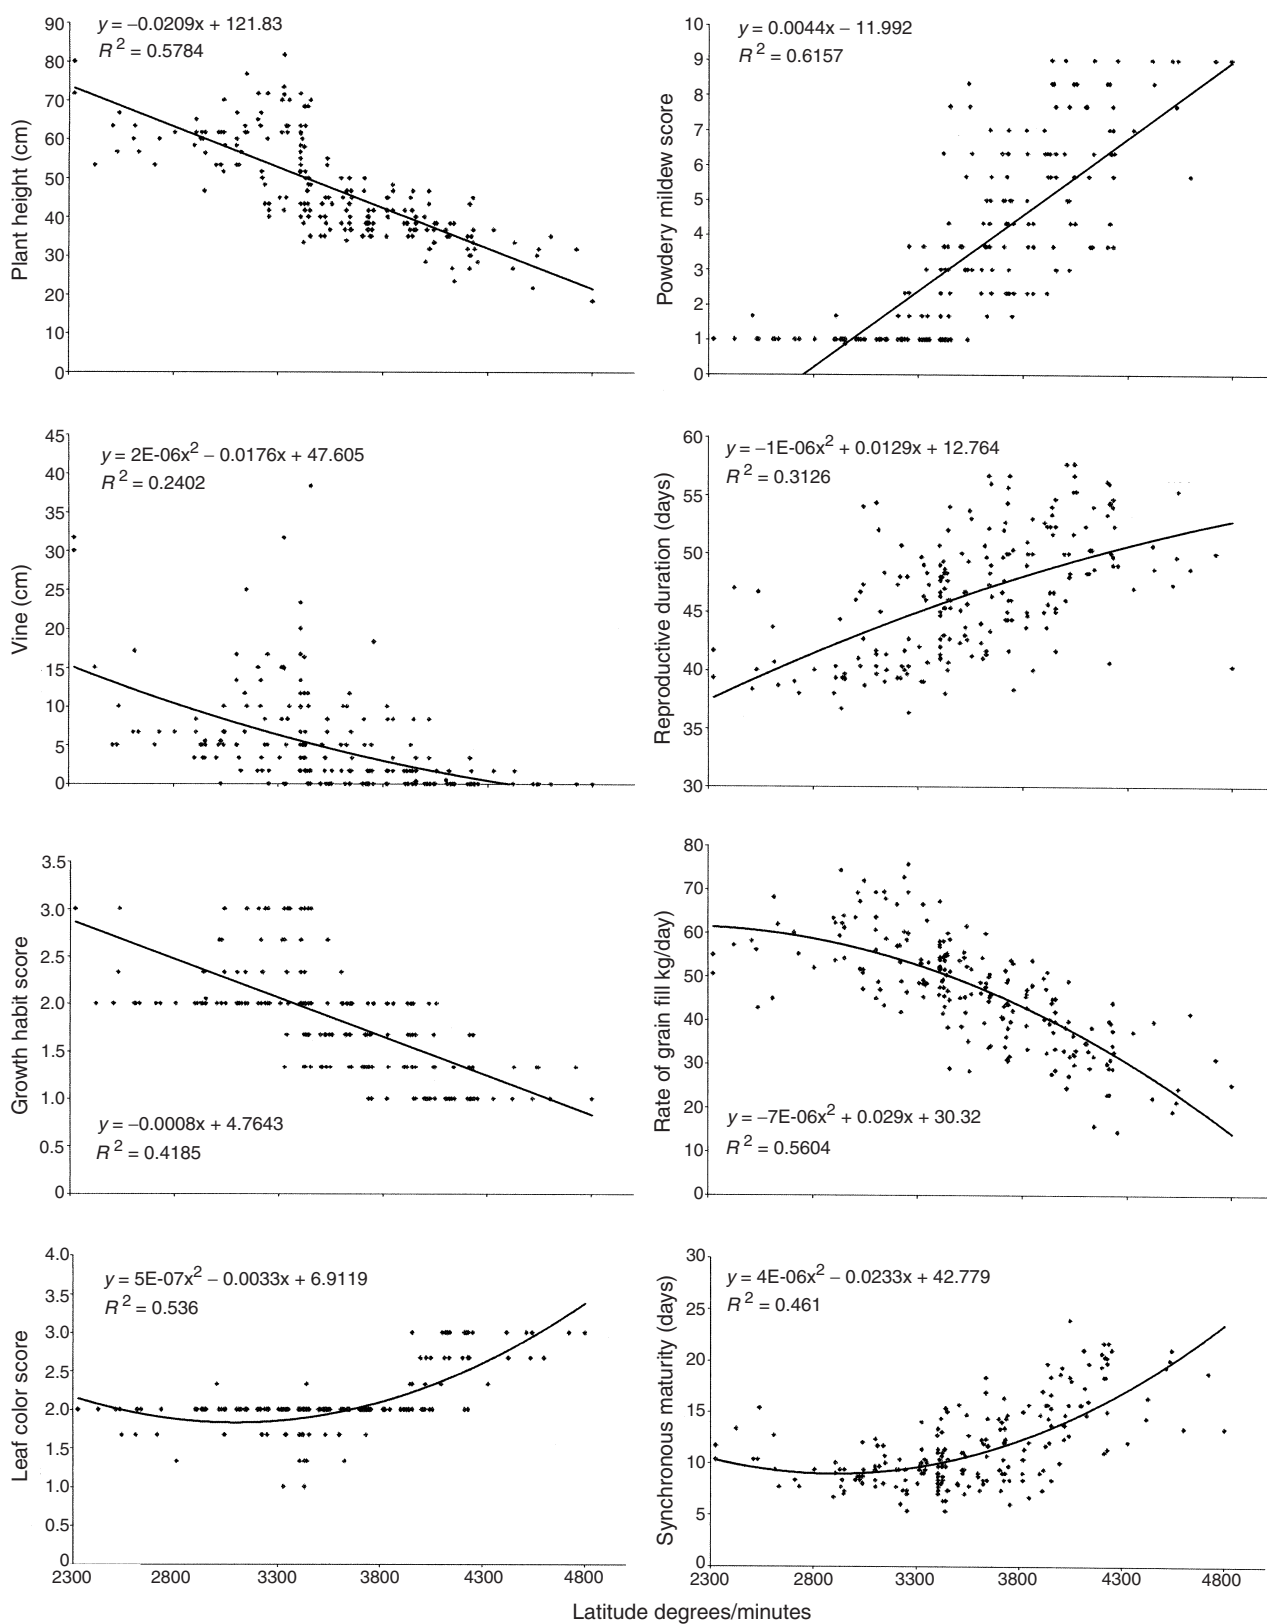 y = −0.0209x + 121.83
R² = 0.5784
90
80
70
60
50
40
30
20
10
0
Plant height (cm)
y = 0.0044x − 11.992
R² = 0.6157
10
9
8
7
6
5
4
3
2
1
0
Powdery mildew score
y = 2E-06x² − 0.0176x + 47.605
R² = 0.2402
45
40
35
30
25
20
15
10
5
0
Vine (cm)
y = −1E-06x² + 0.0129x + 12.764
R² = 0.3126
60
55
50
45
40
35
30
Reproductive duration (days)
3.5
3.0
2.5
2.0
1.5
1.0
0.5
0
Growth habit score
y = −0.0008x + 4.7643
R² = 0.4185
80
70
60
50
40
30
20
10
0
Rate of grain fill kg/day
y = −7E-06x² + 0.029x + 30.32
R² = 0.5604
y = 5E-07x² − 0.0033x + 6.9119
R² = 0.536
4.0
3.5
3.0
2.5
2.0
1.5
1.0
0.5
0
Leaf color score
2300 2800 3300 3800 4300 4800
y = 4E-06x² − 0.0233x + 42.779
R² = 0.461
30
25
20
15
10
5
0
Synchronous maturity (days)
2300 2800 3300 3800 4300 4800
Latitude degrees/minutes